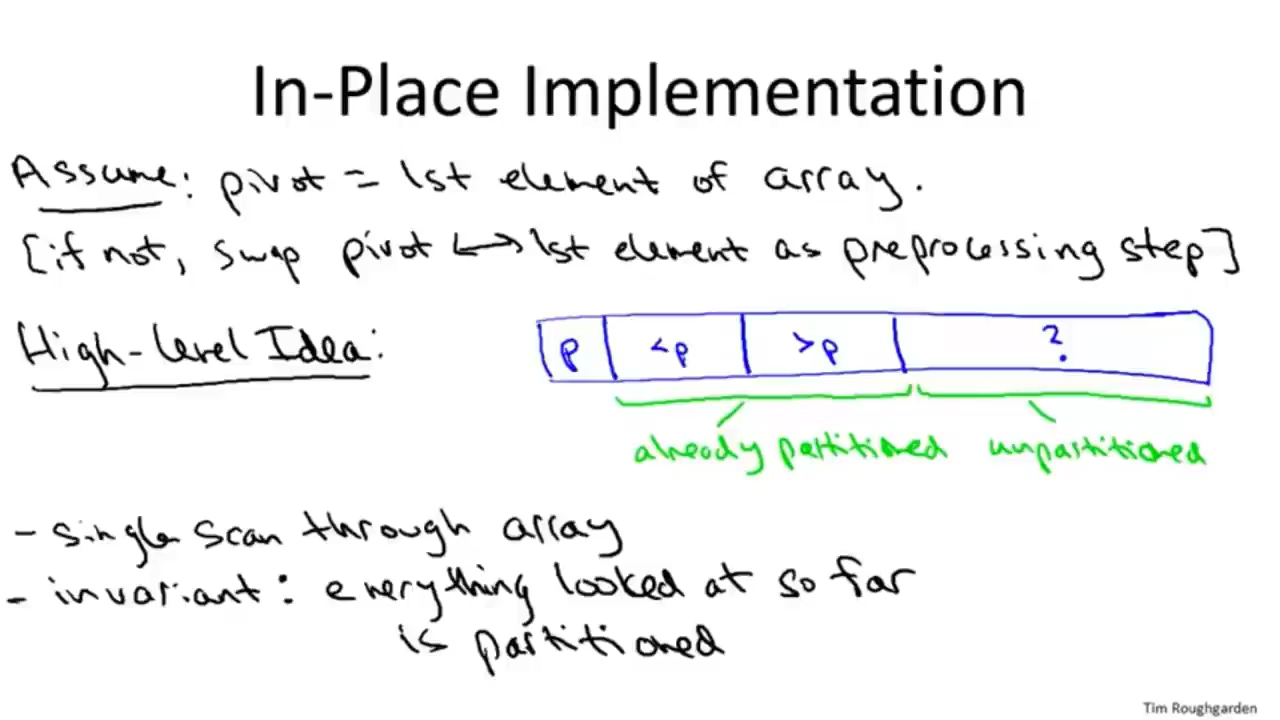 In-Place Implementation
Assume: pivot = 1st element of array.
[if not, swap pivot <-> 1st element as preprocessing step]
High-level Idea:
p <p >p ?
already partitioned unpartitioned
- single scan through array
- invariant: everything looked at so far
is partitioned
Tim Roughgarden